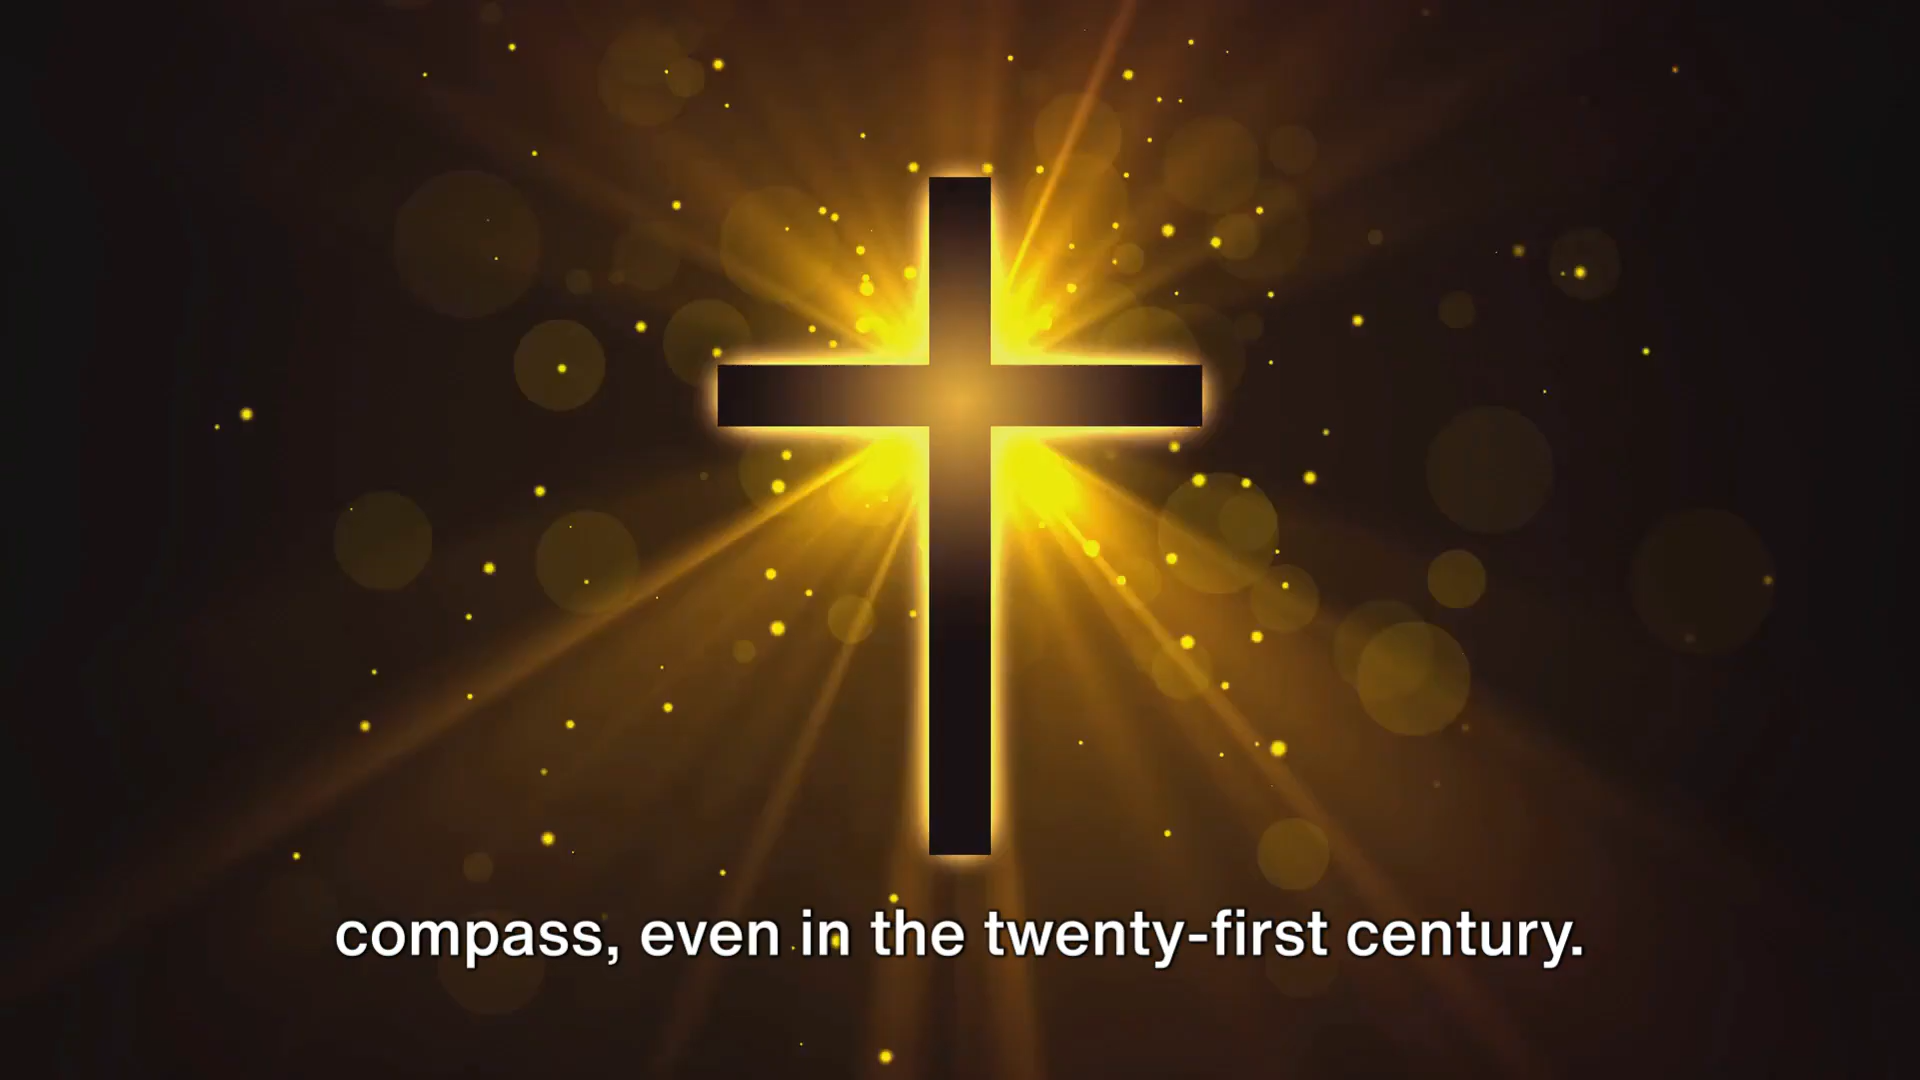 compass, even in the twenty-first century.